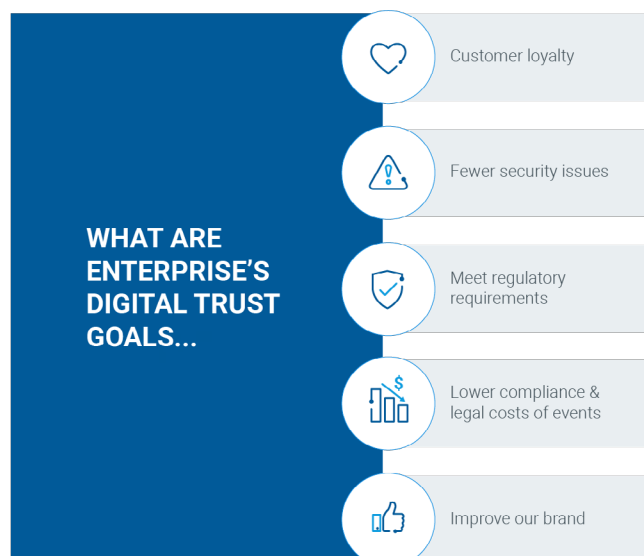 WHAT ARE
ENTERPRISE'S
DIGITAL TRUST
GOALS...
Customer loyalty
Fewer security issues
Meet regulatory
requirements
$
Lower compliance &
legal costs of events
Improve our brand